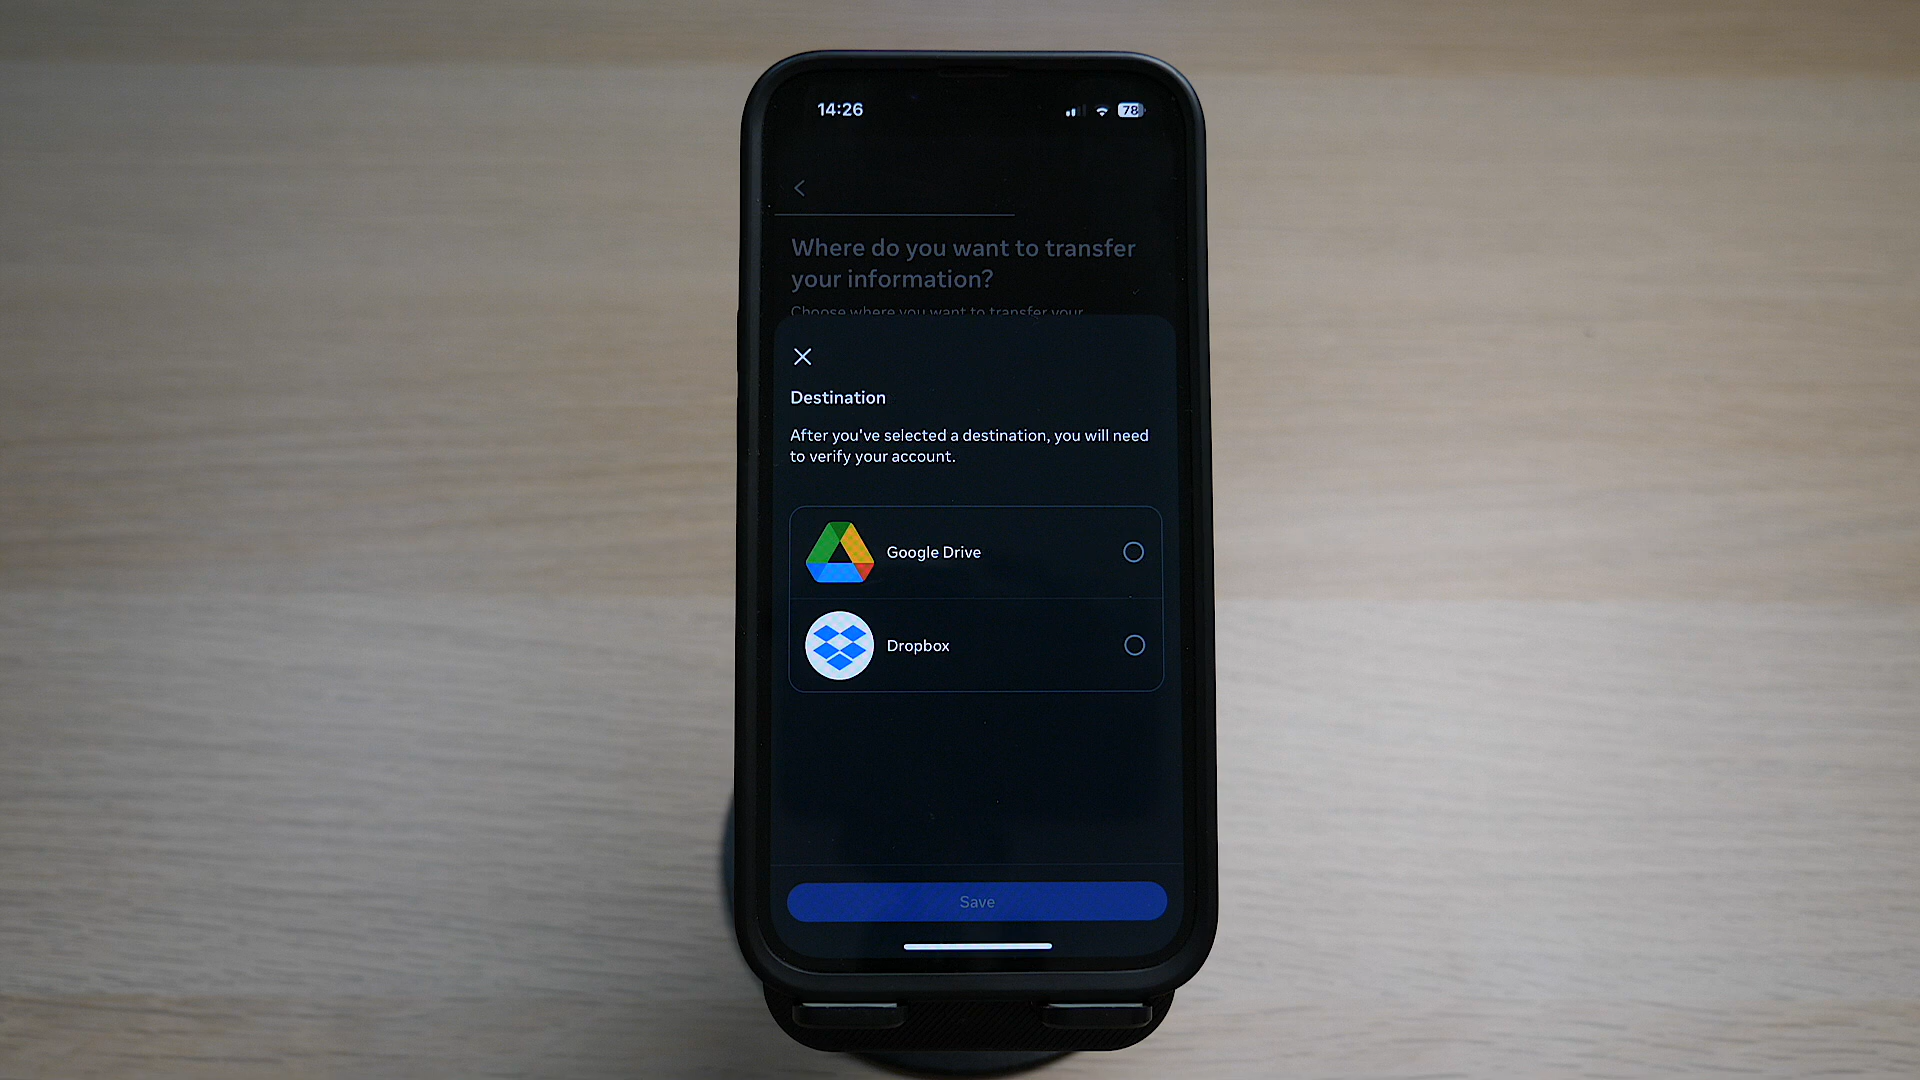 14:26
78
Where do you want to transfer
your information?
Choose where you want to transfer your
Destination
After you've selected a destination, you will need
to verify your account.
Google Drive
Dropbox
Save